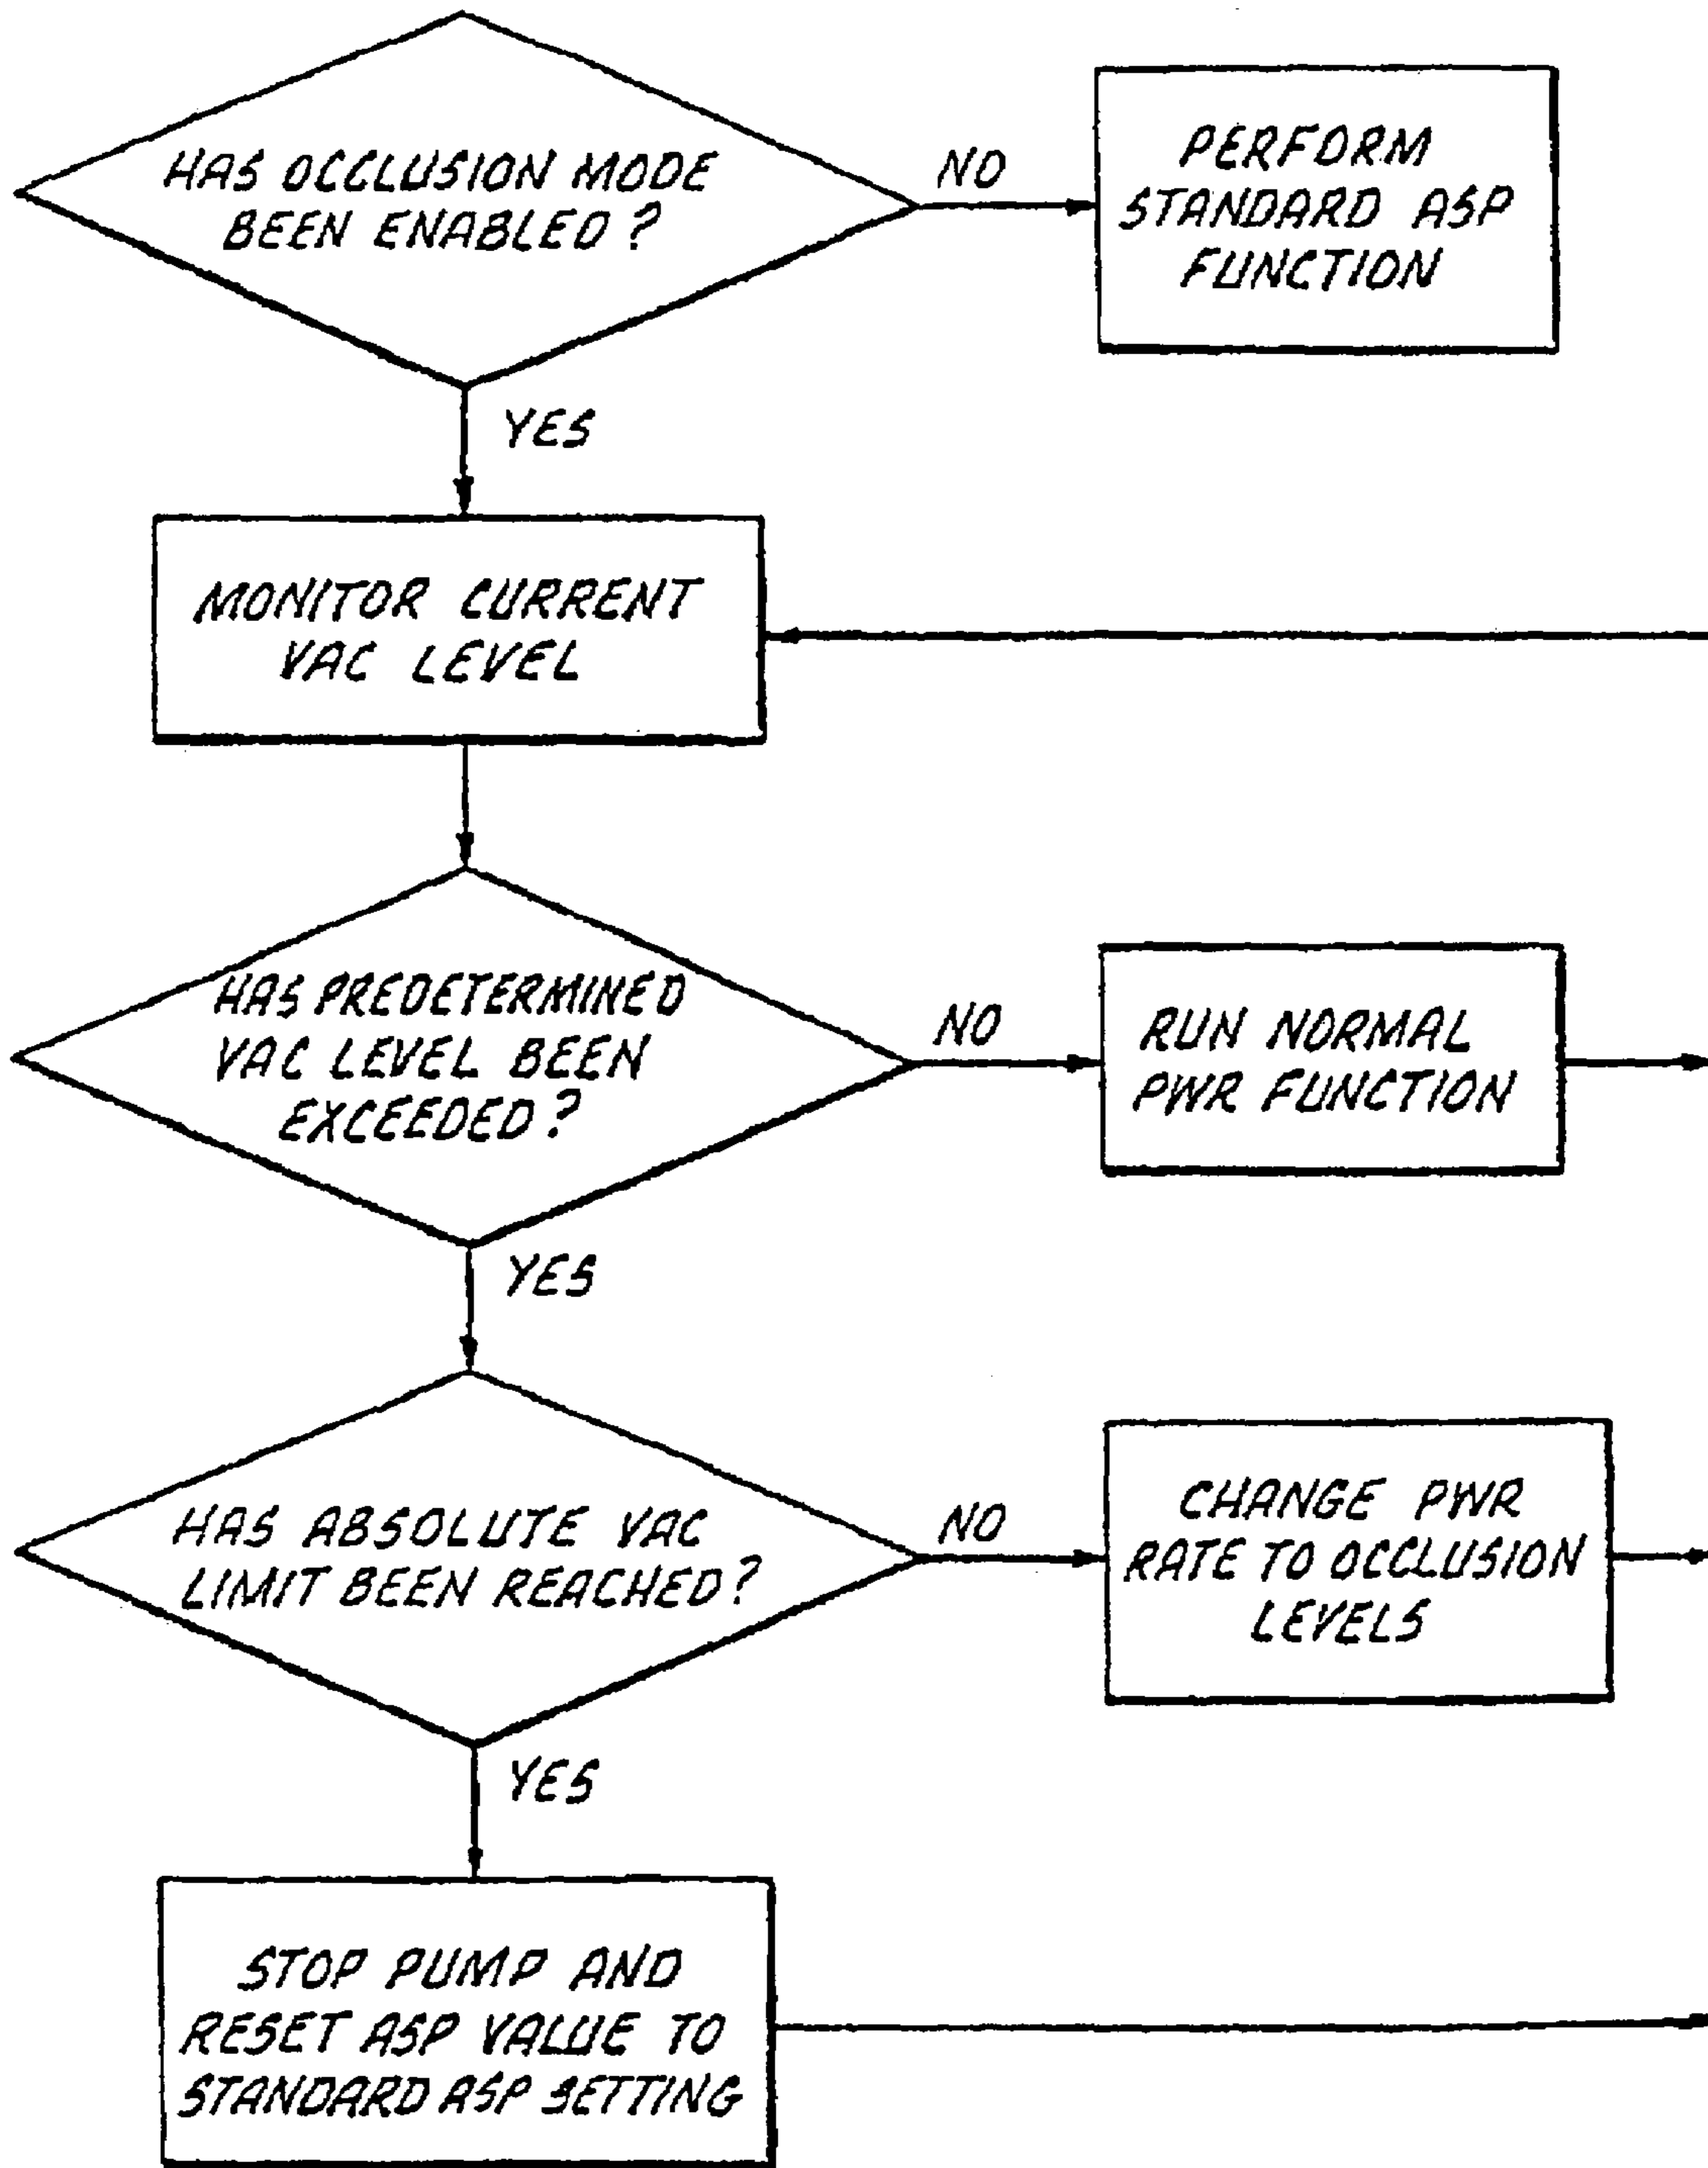 HAS OCCLUSION MODE
BEEN ENABLED?
NO
PERFORM
STANDARD ASP
FUNCTION
YES
MONITOR CURRENT
VAC LEVEL
HAS PREDETERMINED
VAC LEVEL BEEN
EXCEEDED?
NO
RUN NORMAL
PWR FUNCTION
YES
HAS ABSOLUTE VAC
LIMIT BEEN REACHED?
NO
CHANGE PWR
RATE TO OCCLUSION
LEVELS
YES
STOP PUMP AND
RESET ASP VALUE TO
STANDARD ASP SETTING